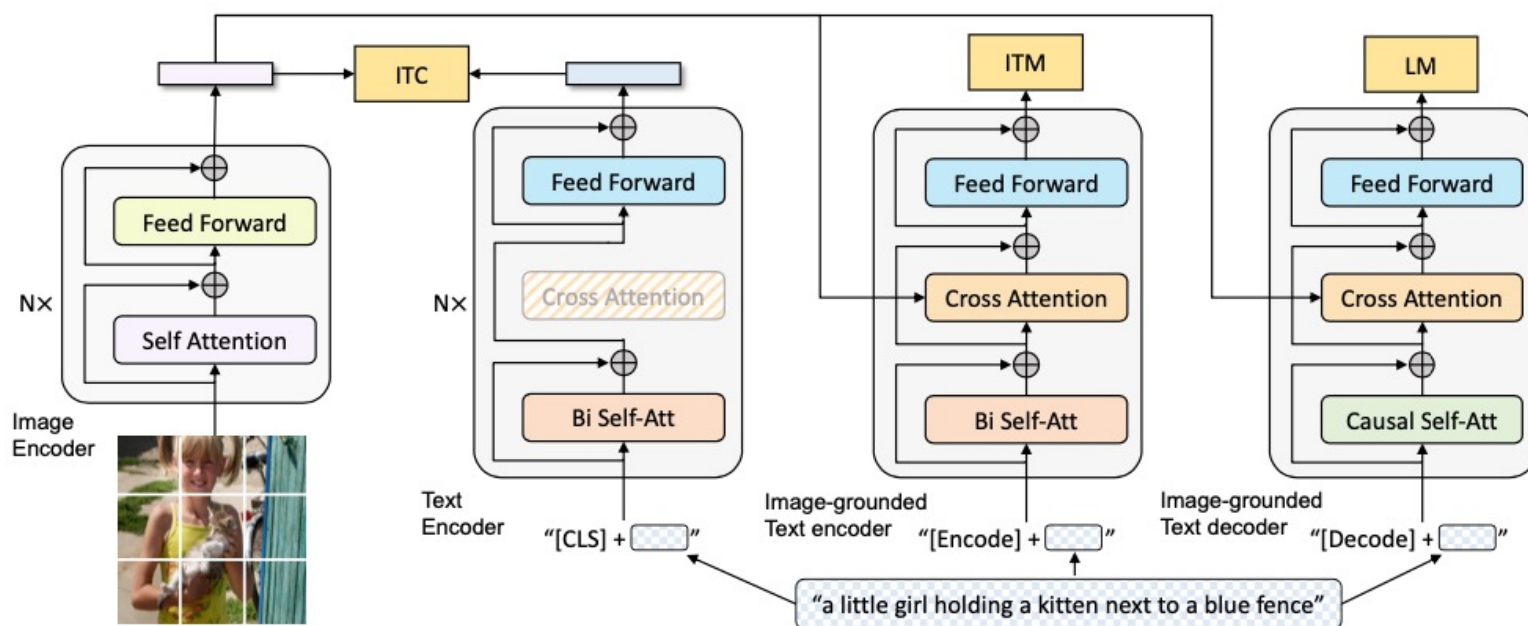 ITC
ITM
LM
Feed Forward
Self Attention
N×
Image
Encoder
Feed Forward
Cross Attention
Bi Self-Att
N×
Text
Encoder
“[CLS] + ”
Feed Forward
Cross Attention
Bi Self-Att
Image-grounded
Text encoder
“[Encode] + ”
Feed Forward
Cross Attention
Causal Self-Att
Image-grounded
Text decoder
“[Decode] + ”
“a little girl holding a kitten next to a blue fence”